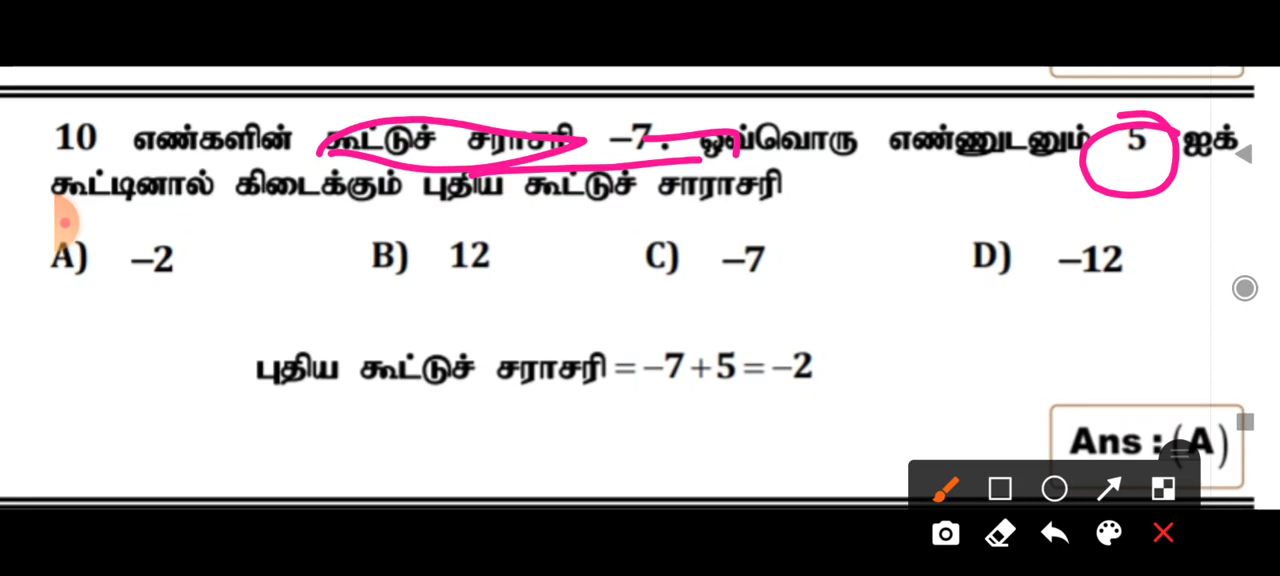 10 எண்களின் கூட்டுச் சராசரி –7. ஒவ்வொரு எண்ணுடனும் 5 ஐக்
கூட்டினால் கிடைக்கும் புதிய கூட்டுச் சாராசரி
A) –2 B) 12 C) –7 D) –12
புதிய கூட்டுச் சராசரி = –7 + 5 = –2
Ans : (A)